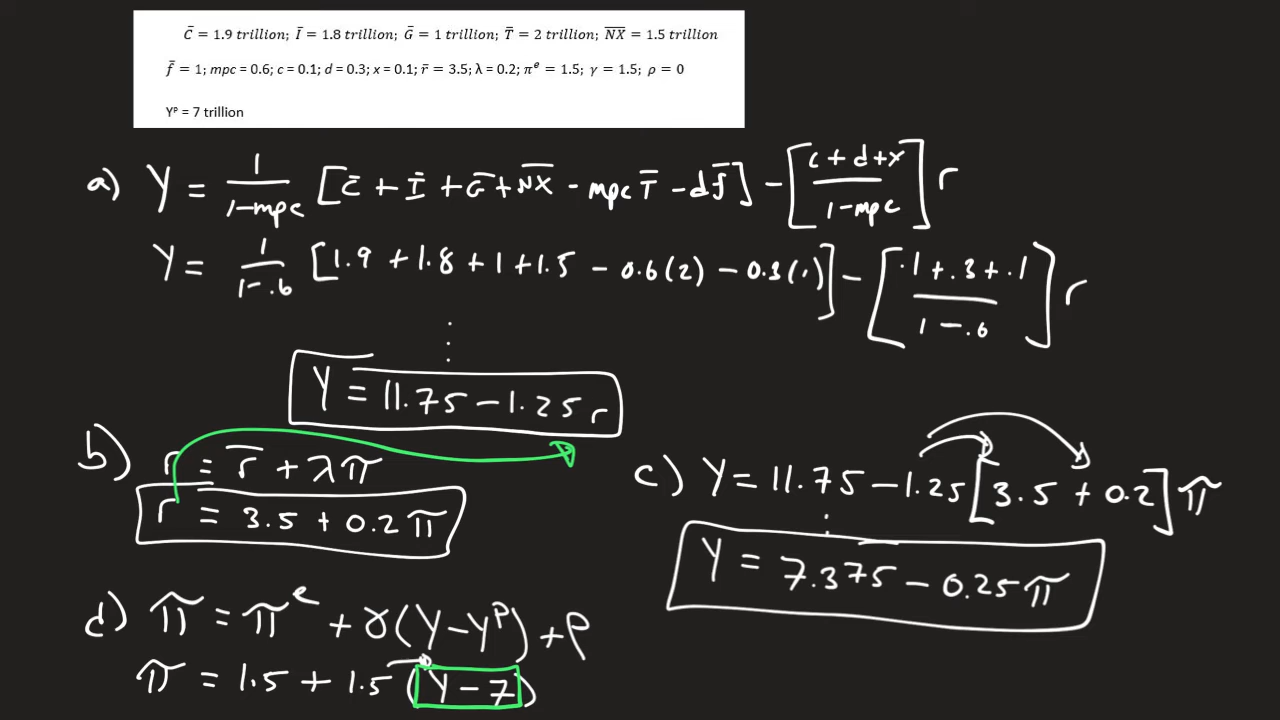 C̄ = 1.9 trillion; Ī = 1.8 trillion; Ḡ = 1 trillion; T̄ = 2 trillion; N̅X̅ = 1.5 trillion
f̄ = 1; mpc = 0.6; c = 0.1; d = 0.3; x = 0.1; r̄ = 3.5; λ = 0.2; πᵉ = 1.5; γ = 1.5; ρ = 0
Yᵖ = 7 trillion
a) Y = 1/(1-mpc) [C̄ + Ī + Ḡ + N̅X̅ - mpc T̄ - d f̄] - [(c + d + x)/(1-mpc)] r
Y = 1/(1-.6) [1.9 + 1.8 + 1 + 1.5 - 0.6(2) - 0.3(1)] - [(.1 + .3 + .1)/(1-.6)] r
⋮
Y = 11.75 - 1.25 r
b) r = r̄ + λπ
r = 3.5 + 0.2π
c) Y = 11.75 - 1.25 [3.5 + 0.2] π
⋮
Y = 7.375 - 0.25π
d) π = πᵉ + γ(Y - Yᵖ) + ρ
π = 1.5 + 1.5 (Y - 7)